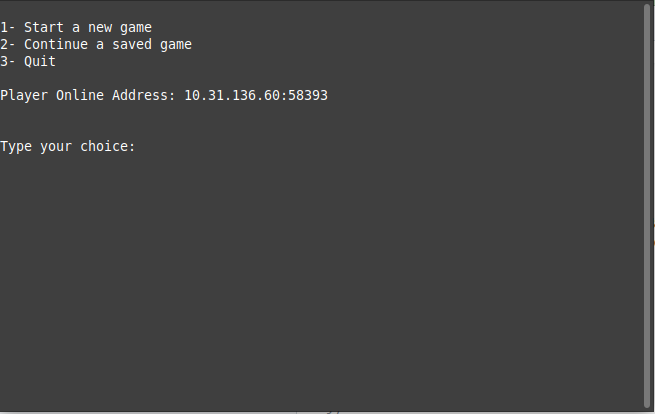 1- Start a new game
2- Continue a saved game
3- Quit
Player Online Address: 10.31.136.60:58393
Type your choice: